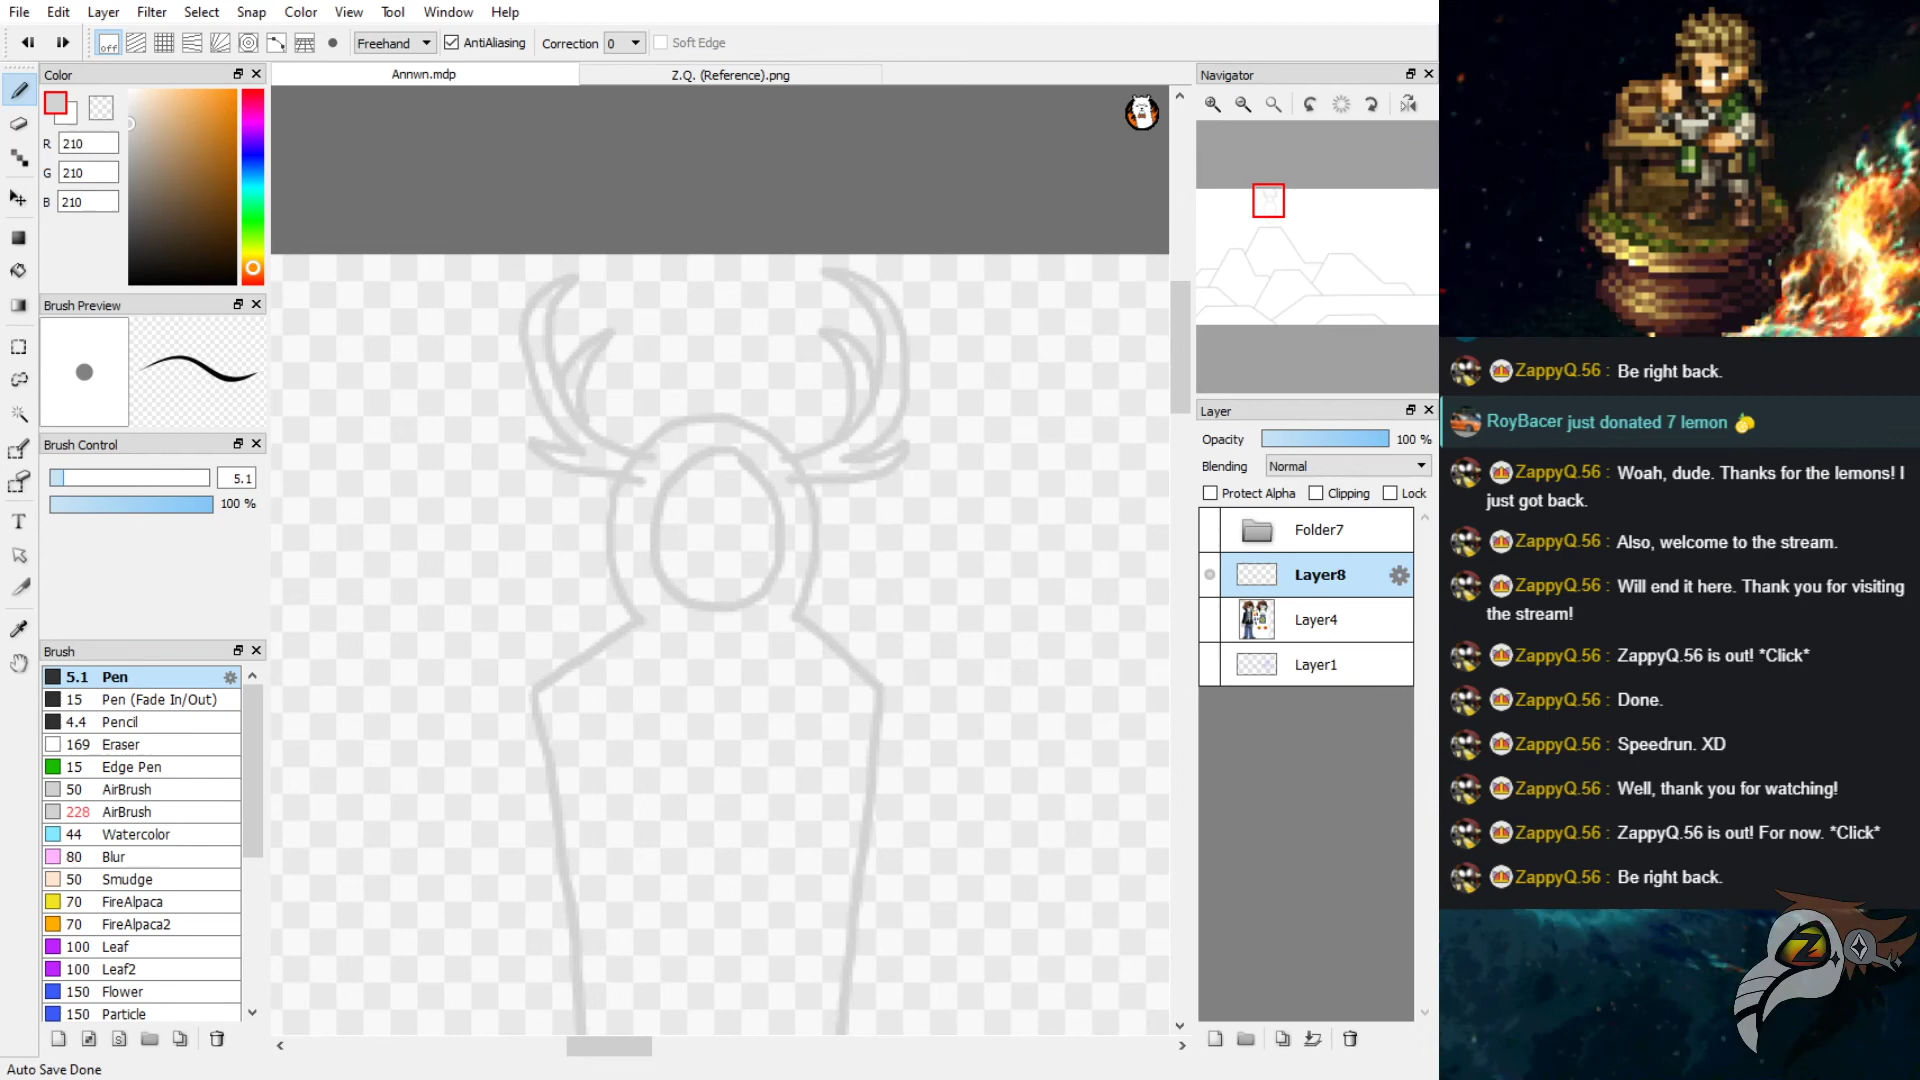 File Edit Layer Filter Select Snap Color View Tool Window Help
off Freehand AntiAliasing Correction 0 Soft Edge
Color
R 210
G 210
B 210
Brush Preview
Brush Control
5.1
100 %
Brush
5.1 Pen
15 Pen (Fade In/Out)
4.4 Pencil
169 Eraser
15 Edge Pen
50 AirBrush
228 AirBrush
44 Watercolor
80 Blur
50 Smudge
70 FireAlpaca
70 FireAlpaca2
100 Leaf
100 Leaf2
150 Flower
150 Particle
Auto Save Done
Annwn.mdp
Z.Q. (Reference).png
Navigator
Layer
Opacity 100 %
Blending Normal
Protect Alpha Clipping Lock
Folder7
Layer8
Layer4
Layer1
ZappyQ.56 : Be right back.
RoyBacer just donated 7 lemon
ZappyQ.56 : Woah, dude. Thanks for the lemons! I
just got back.
ZappyQ.56 : Also, welcome to the stream.
ZappyQ.56 : Will end it here. Thank you for visiting
the stream!
ZappyQ.56 : ZappyQ.56 is out! *Click*
ZappyQ.56 : Done.
ZappyQ.56 : Speedrun. XD
ZappyQ.56 : Well, thank you for watching!
ZappyQ.56 : ZappyQ.56 is out! For now. *Click*
ZappyQ.56 : Be right back.
Z